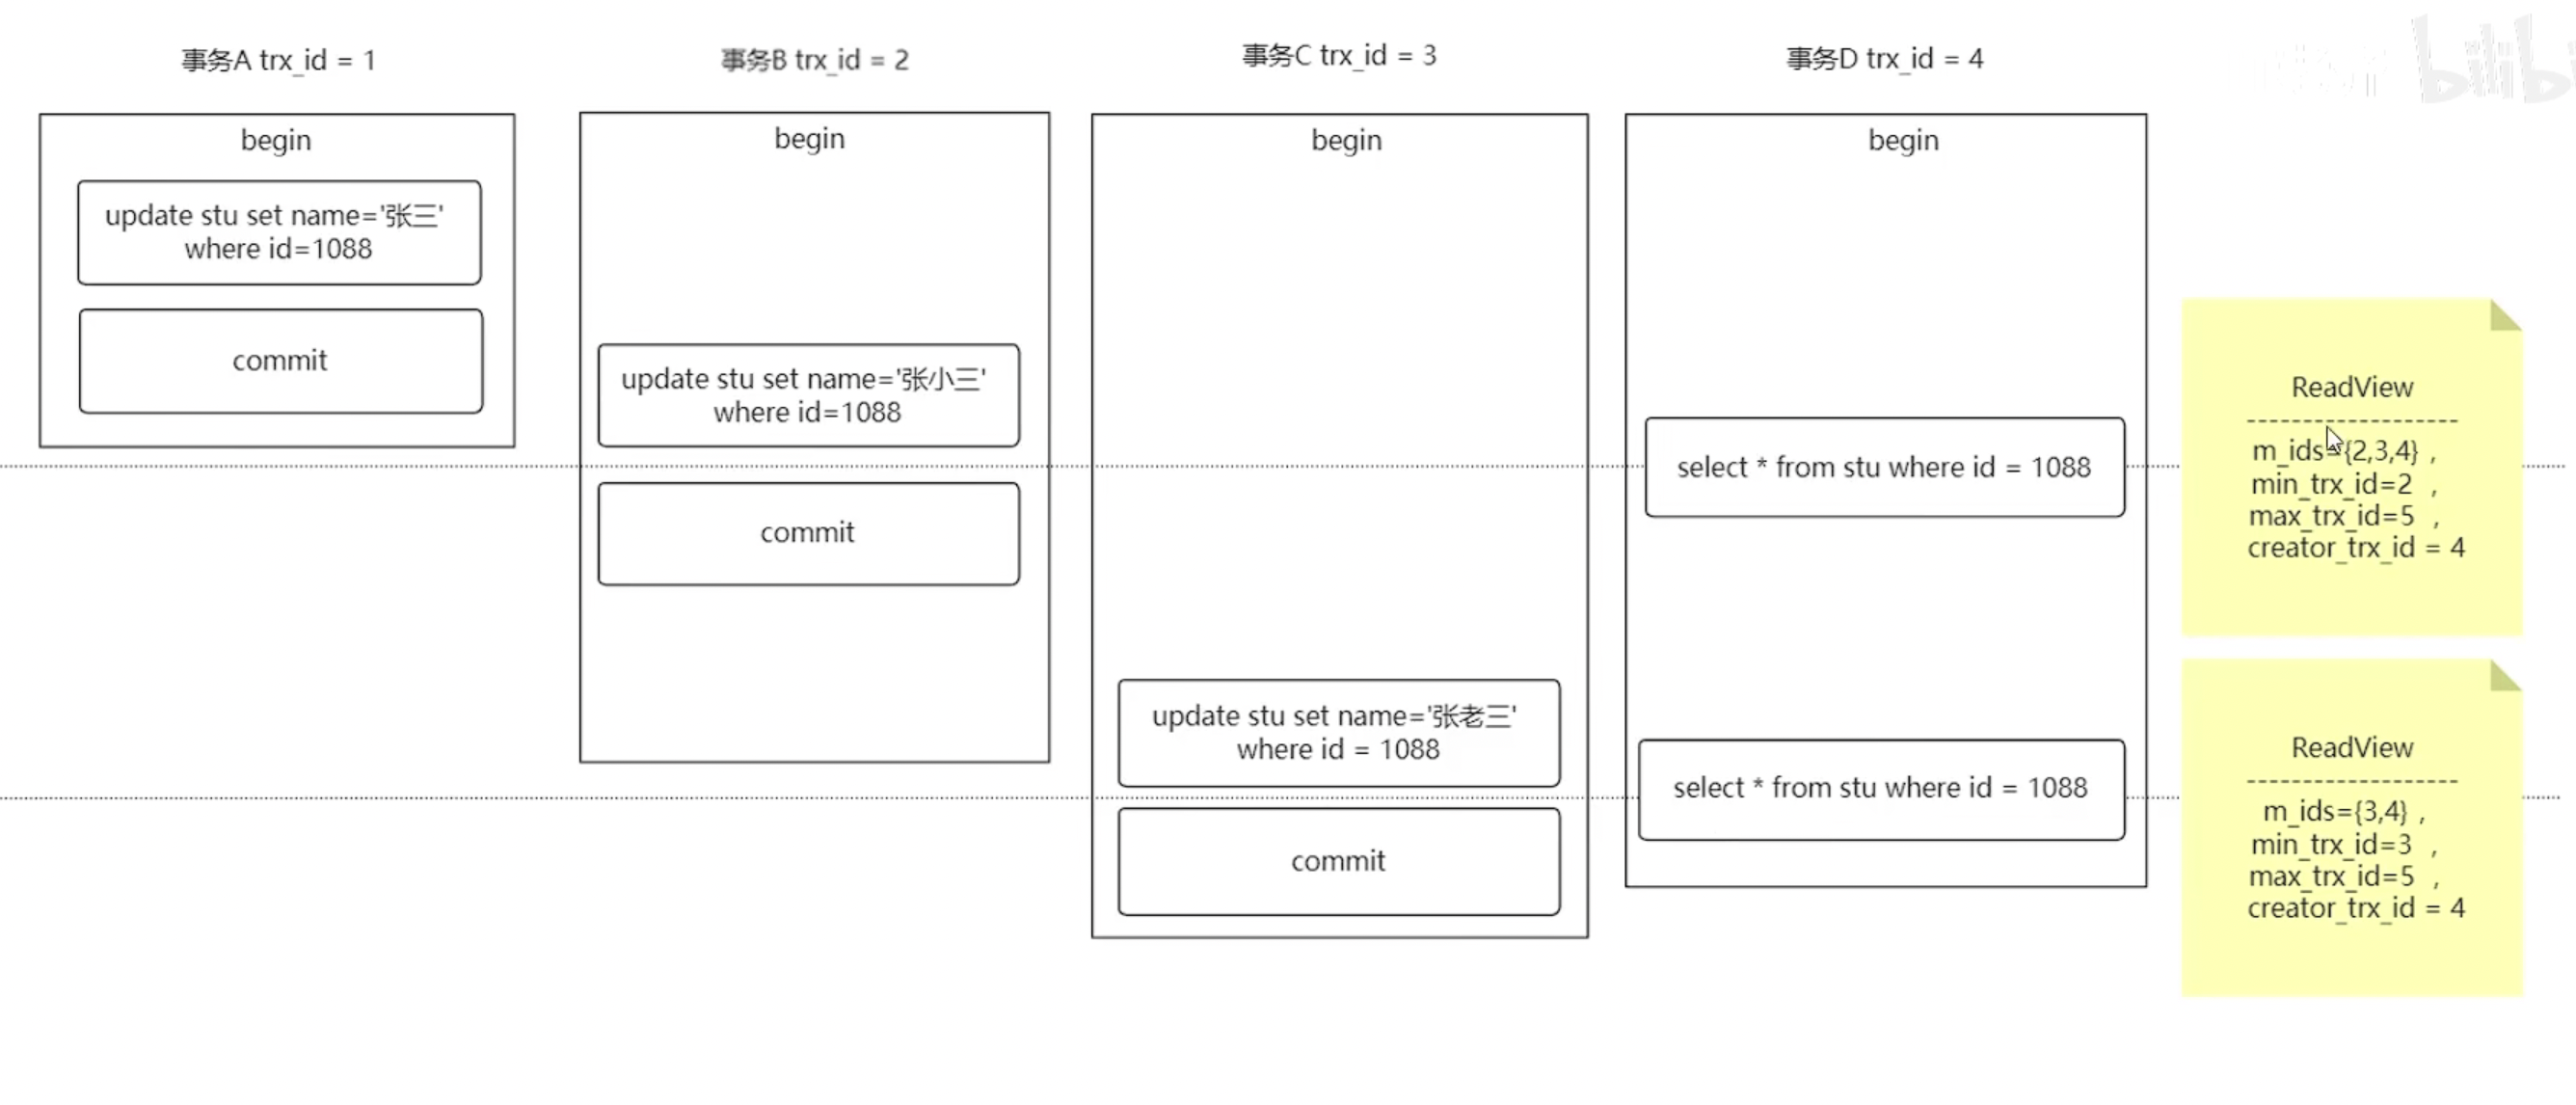 事务A trx_id = 1
begin
update stu set name='张三'
where id=1088
commit
事务B trx_id = 2
begin
update stu set name='张小三'
where id=1088
commit
事务C trx_id = 3
begin
update stu set name='张老三'
where id = 1088
commit
事务D trx_id = 4
begin
select * from stu where id = 1088
select * from stu where id = 1088
ReadView
m_ids={2,3,4} ,
min_trx_id=2 ,
max_trx_id=5 ,
creator_trx_id = 4
ReadView
m_ids={3,4} ,
min_trx_id=3 ,
max_trx_id=5 ,
creator_trx_id = 4